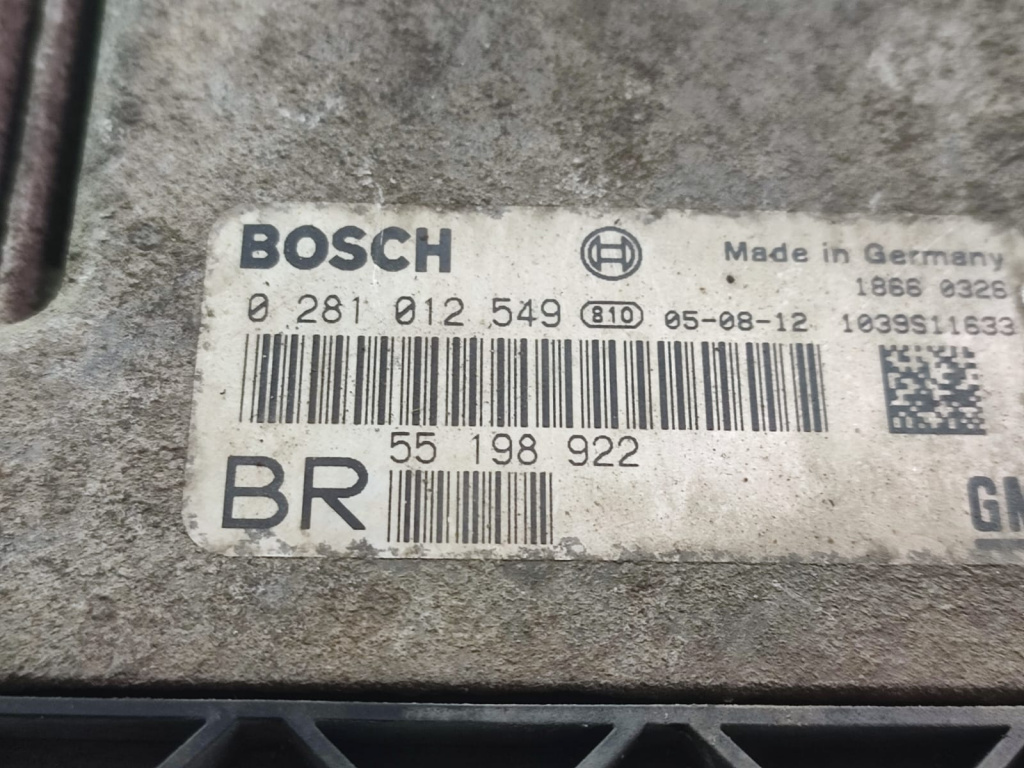 BOSCH
Made in Germany
1866 0326
0 281 012 549 810 05-08-12 1039S11633
55 198 922
BR
GM